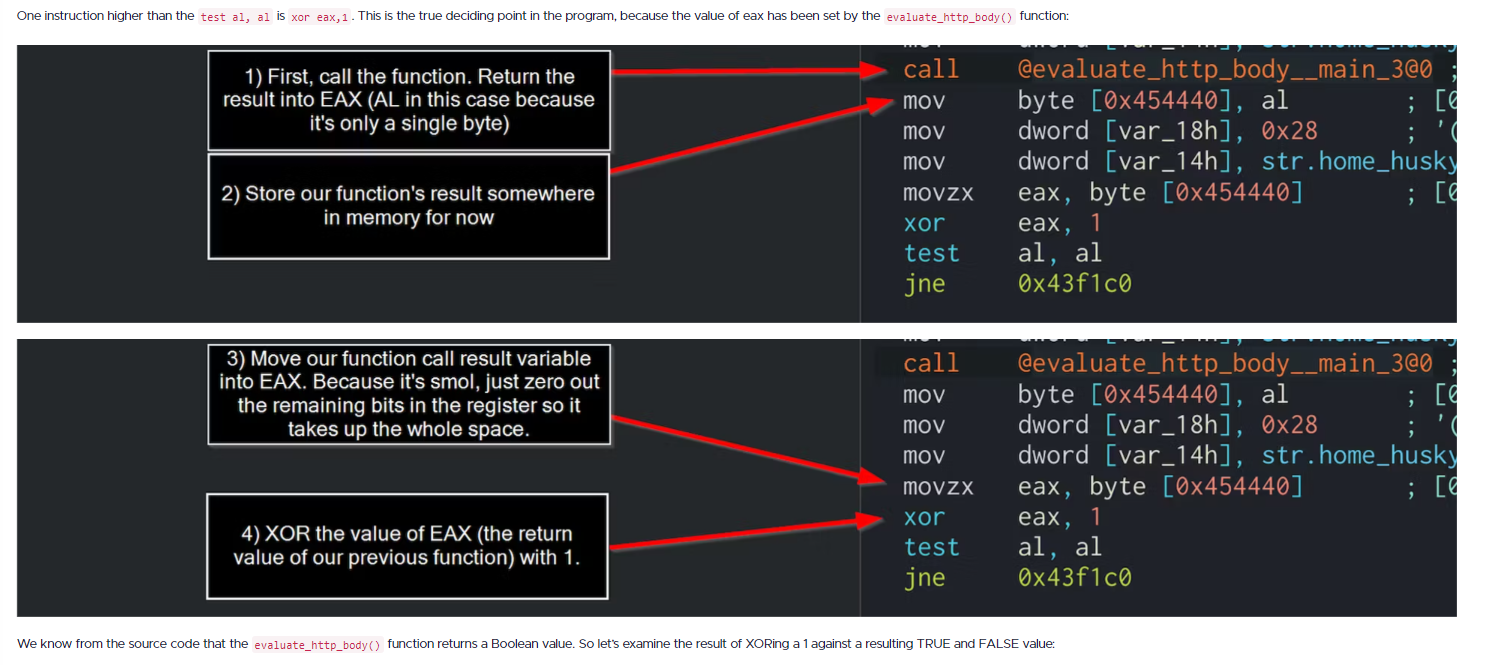 One instruction higher than the test al, al is xor eax,1. This is the true deciding point in the program, because the value of eax has been set by the evaluate_http_body() function:
1) First, call the function. Return the
result into EAX (AL in this case because
it's only a single byte)
2) Store our function's result somewhere
in memory for now
call @evaluate_http_body__main_3@0 ;
mov byte [0x454440], al ; [0
mov dword [var_18h], 0x28 ; '(
mov dword [var_14h], str.home_husky
movzx eax, byte [0x454440] ; [0
xor eax, 1
test al, al
jne 0x43f1c0
3) Move our function call result variable
into EAX. Because it's smol, just zero out
the remaining bits in the register so it
takes up the whole space.
4) XOR the value of EAX (the return
value of our previous function) with 1.
call @evaluate_http_body__main_3@0 ;
mov byte [0x454440], al ; [0
mov dword [var_18h], 0x28 ; '(
mov dword [var_14h], str.home_husky
movzx eax, byte [0x454440] ; [0
xor eax, 1
test al, al
jne 0x43f1c0
We know from the source code that the evaluate_http_body() function returns a Boolean value. So let's examine the result of XORing a 1 against a resulting TRUE and FALSE value: